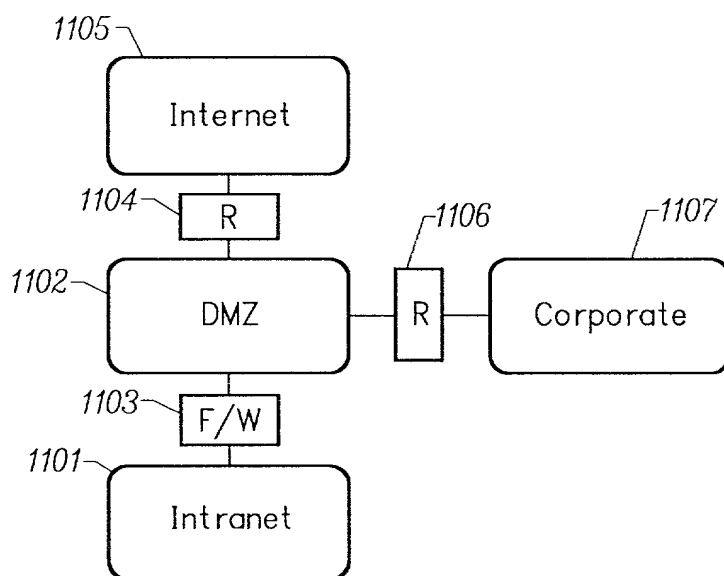 1105
Internet
1104
R
1106
1107
1102
DMZ
R
Corporate
1103
F/W
1101
Intranet